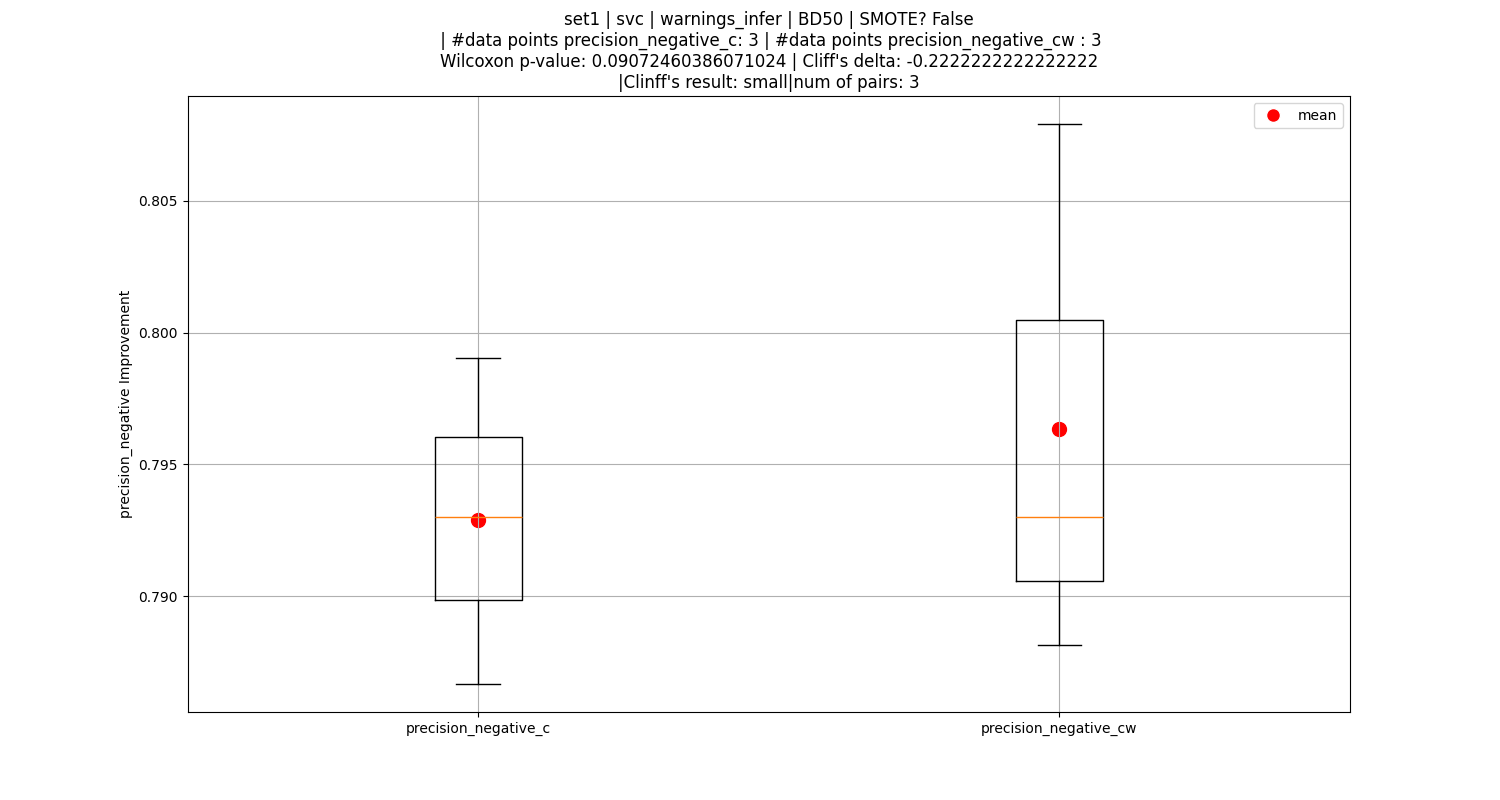 set1 | svc | warnings_infer | BD50 | SMOTE? False
| #data points precision_negative_c: 3 | #data points precision_negative_cw : 3
Wilcoxon p-value: 0.09072460386071024 | Cliff's delta: -0.2222222222222222
|Clinff's result: small|num of pairs: 3
mean
0.805
0.800
0.795
0.790
precision_negative Improvement
precision_negative_c
precision_negative_cw